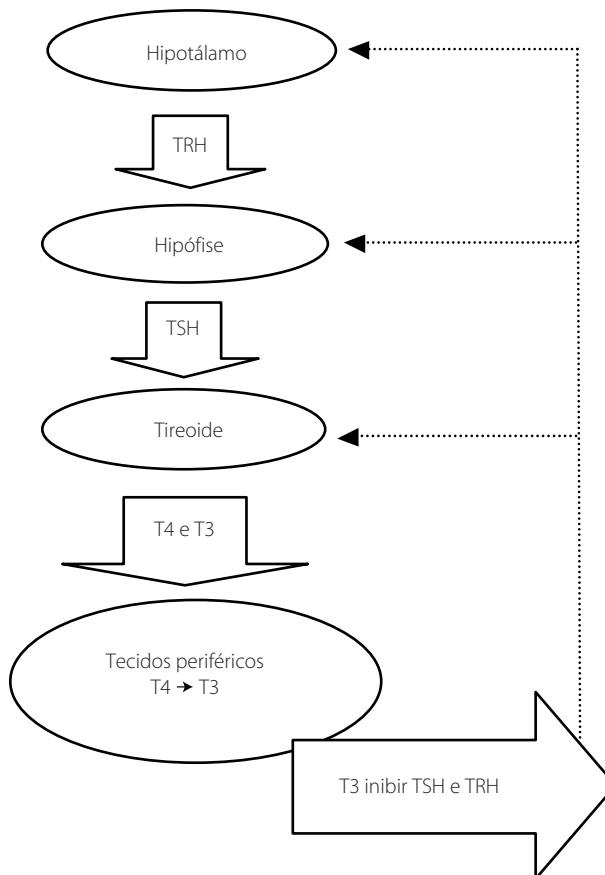 Hipotálamo
TRH
Hipófise
TSH
Tireoide
T4 e T3
Tecidos periféricos
T4 → T3
T3 inibir TSH e TRH